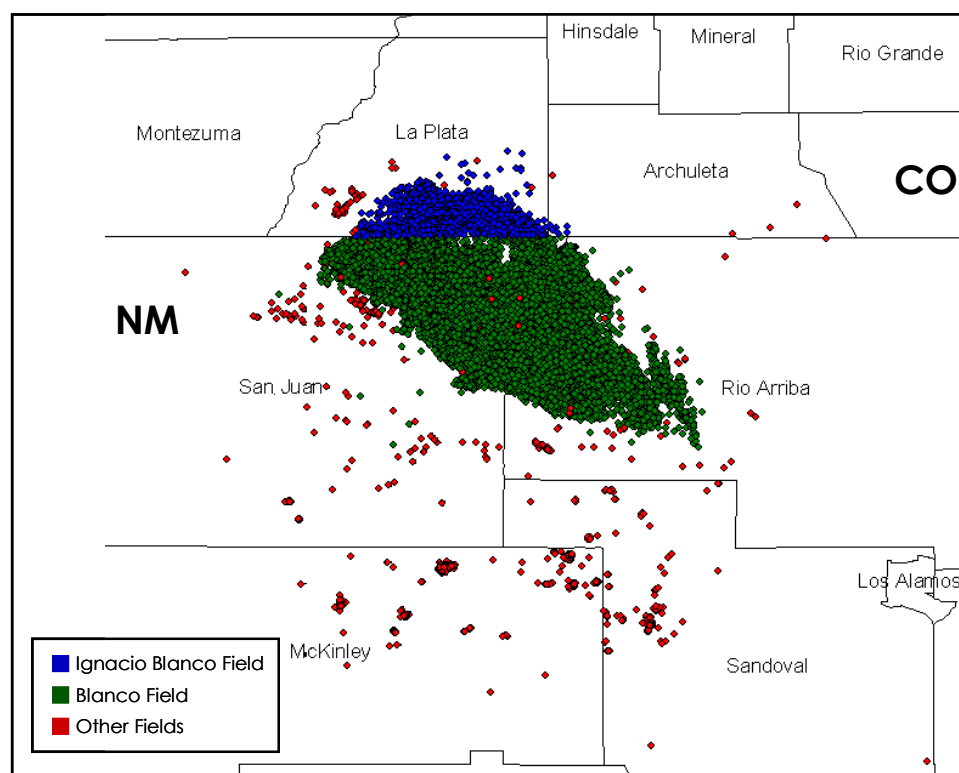 Hinsdale
Mineral
Rio Grande
Montezuma
La Plata
Archuleta
CO
NM
San Juan
Rio Arriba
Los Alamos
McKinley
Sandoval
Ignacio Blanco Field
Blanco Field
Other Fields